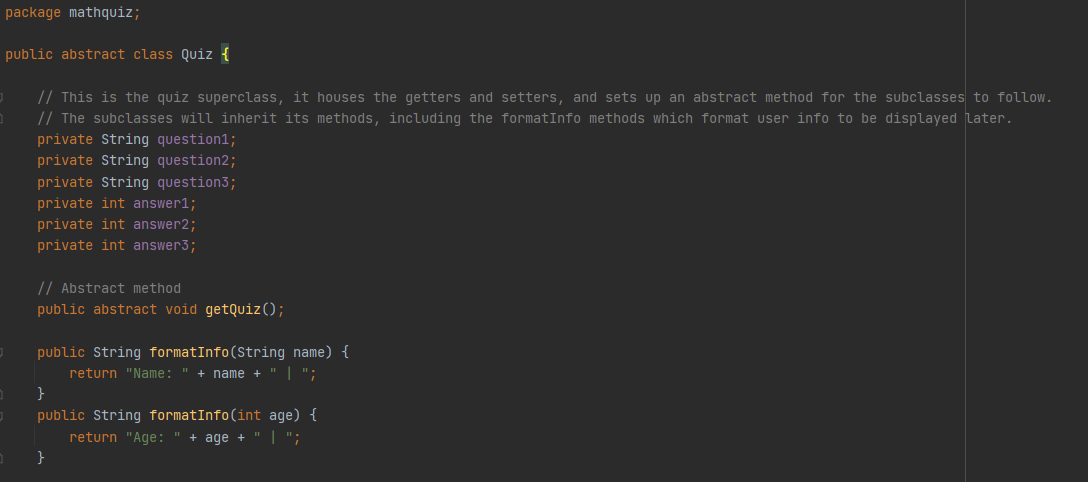 package mathquiz;
public abstract class Quiz {
// This is the quiz superclass, it houses the getters and setters, and sets up an abstract method for the subclasses to follow.
// The subclasses will inherit its methods, including the formatInfo methods which format user info to be displayed later.
private String question1;
private String question2;
private String question3;
private int answer1;
private int answer2;
private int answer3;
// Abstract method
public abstract void getQuiz();
public String formatInfo(String name) {
return "Name: " + name + " | ";
}
public String formatInfo(int age) {
return "Age: " + age + " | ";
}